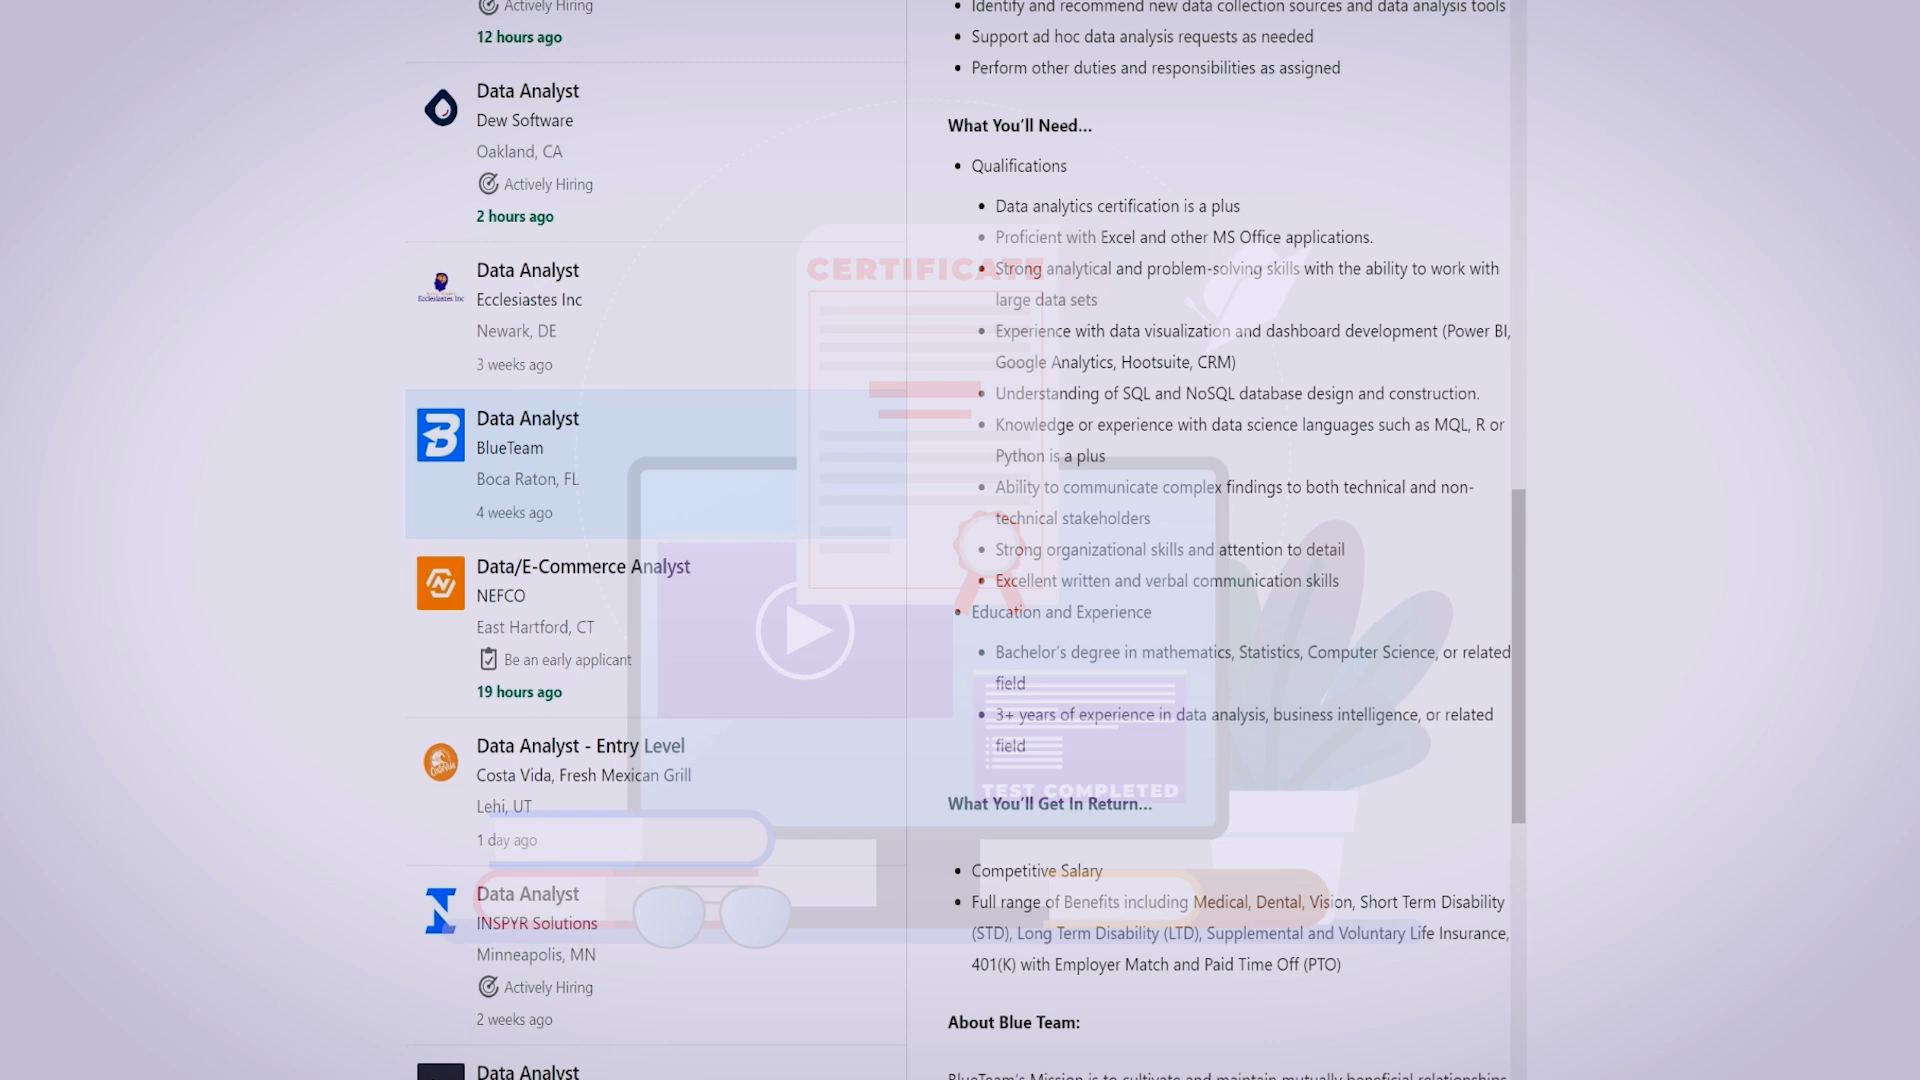 Actively Hiring
12 hours ago
Data Analyst
Dew Software
Oakland, CA
Actively Hiring
2 hours ago
Ecclesiastes Inc
Data Analyst
Ecclesiastes Inc
Newark, DE
3 weeks ago
Data Analyst
BlueTeam
Boca Raton, FL
4 weeks ago
Data/E-Commerce Analyst
NEFCO
East Hartford, CT
Be an early applicant
19 hours ago
Data Analyst - Entry Level
Costa Vida, Fresh Mexican Grill
Lehi, UT
1 day ago
Data Analyst
INSPYR Solutions
Minneapolis, MN
Actively Hiring
2 weeks ago
Data Analyst
• Identify and recommend new data collection sources and data analysis tools
• Support ad hoc data analysis requests as needed
• Perform other duties and responsibilities as assigned
What You’ll Need...
• Qualifications
• Data analytics certification is a plus
• Proficient with Excel and other MS Office applications.
• Strong analytical and problem-solving skills with the ability to work with
large data sets
• Experience with data visualization and dashboard development (Power BI,
Google Analytics, Hootsuite, CRM)
• Understanding of SQL and NoSQL database design and construction.
• Knowledge or experience with data science languages such as MQL, R or
Python is a plus
• Ability to communicate complex findings to both technical and non-
technical stakeholders
• Strong organizational skills and attention to detail
• Excellent written and verbal communication skills
• Education and Experience
• Bachelor’s degree in mathematics, Statistics, Computer Science, or related
field
• 3+ years of experience in data analysis, business intelligence, or related
field
What You’ll Get In Return...
• Competitive Salary
• Full range of Benefits including Medical, Dental, Vision, Short Term Disability
(STD), Long Term Disability (LTD), Supplemental and Voluntary Life Insurance,
401(K) with Employer Match and Paid Time Off (PTO)
About Blue Team:
BlueTeam’s Mission is to cultivate and maintain mutually beneficial relationships
CERTIFICATE
TEST COMPLETED